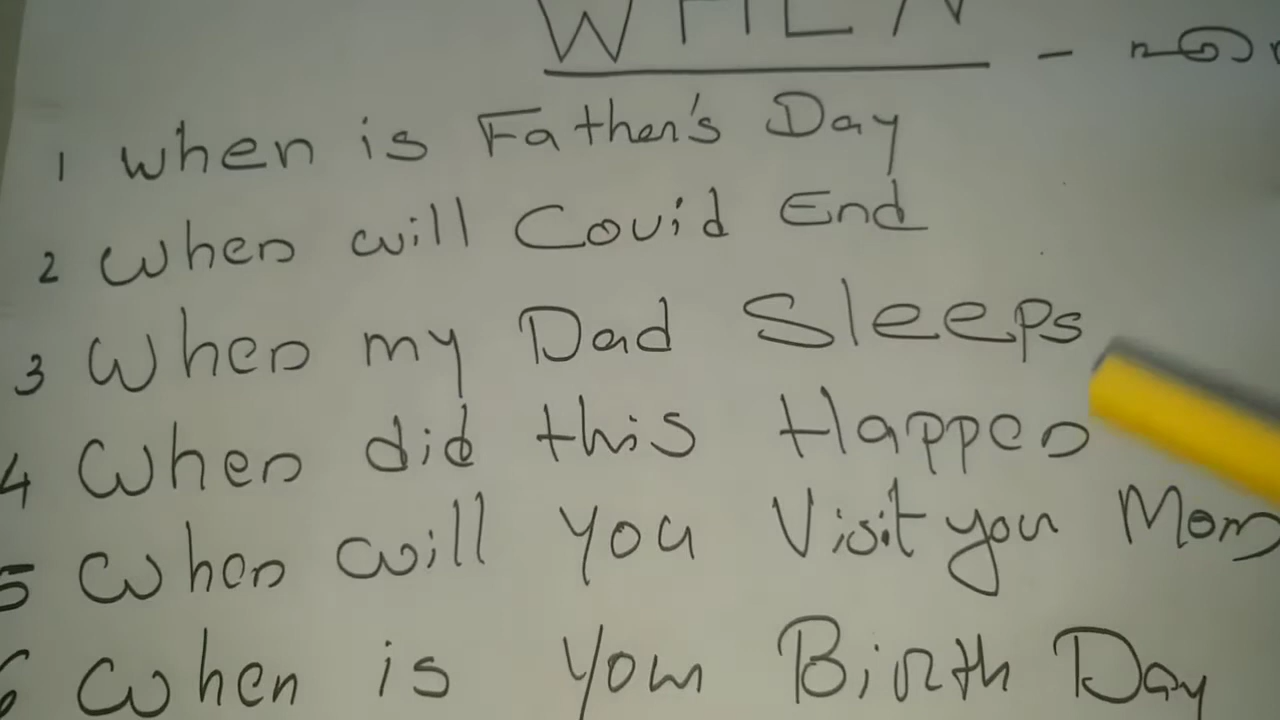 WHEN -
1 When is Father's Day
2 When will Covid End
3 When my Dad Sleeps
4 When did this Happen
5 When will you Visit your Mom
6 When is your Birth Day